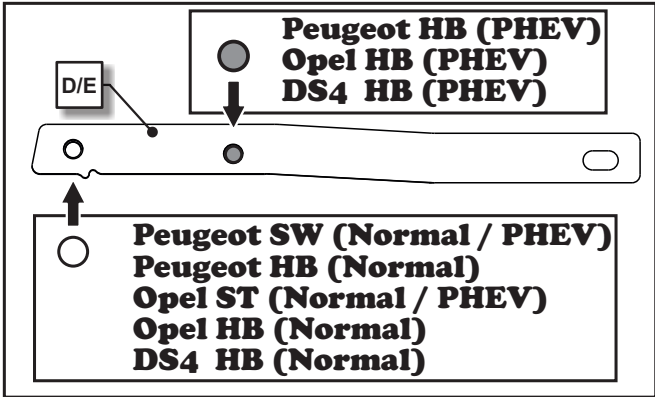 Peugeot HB (PHEV)
Opel HB (PHEV)
DS4 HB (PHEV)
D/E
Peugeot SW (Normal / PHEV)
Peugeot HB (Normal)
Opel ST (Normal / PHEV)
Opel HB (Normal)
DS4 HB (Normal)